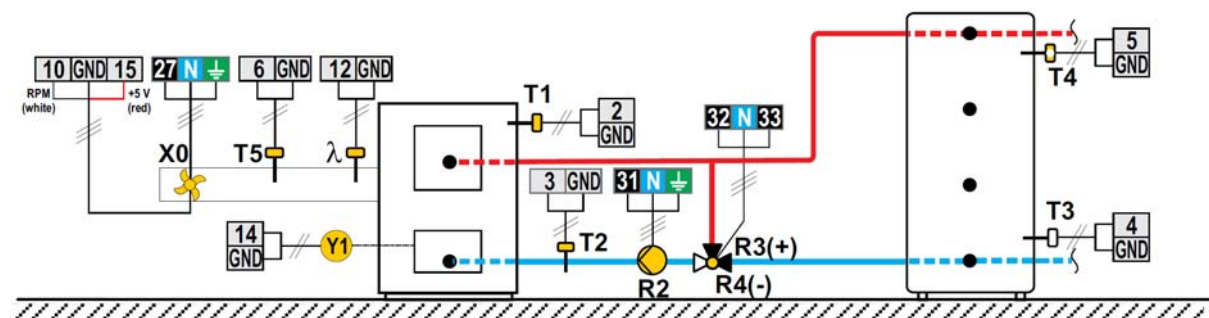 10 GND 15
27 N
6 GND
12 GND
RPM
(white)
+5 V
(red)
X0
T5
λ
T1
2
GND
32 N 33
5
GND
T4
3 GND
31 N
T2
R2
R3(+)
R4(-)
T3
4
GND
14
GND
Y1